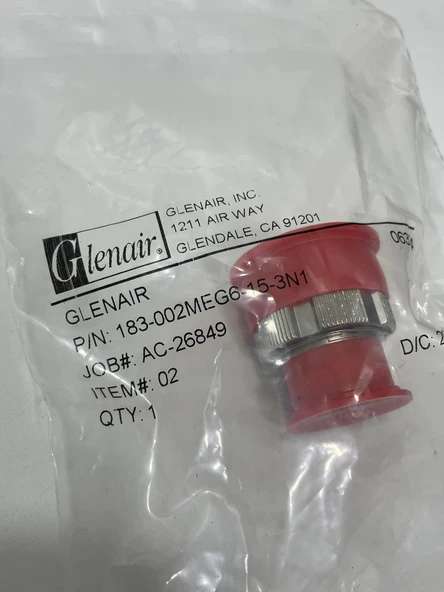 Glenair®
GLENAIR, INC.
1211 AIR WAY
GLENDALE, CA 91201
GLENAIR
P/N: 183-002MEG6-15-3N1
JOB#: AC-26849
ITEM#: 02
QTY: 1
D/C: